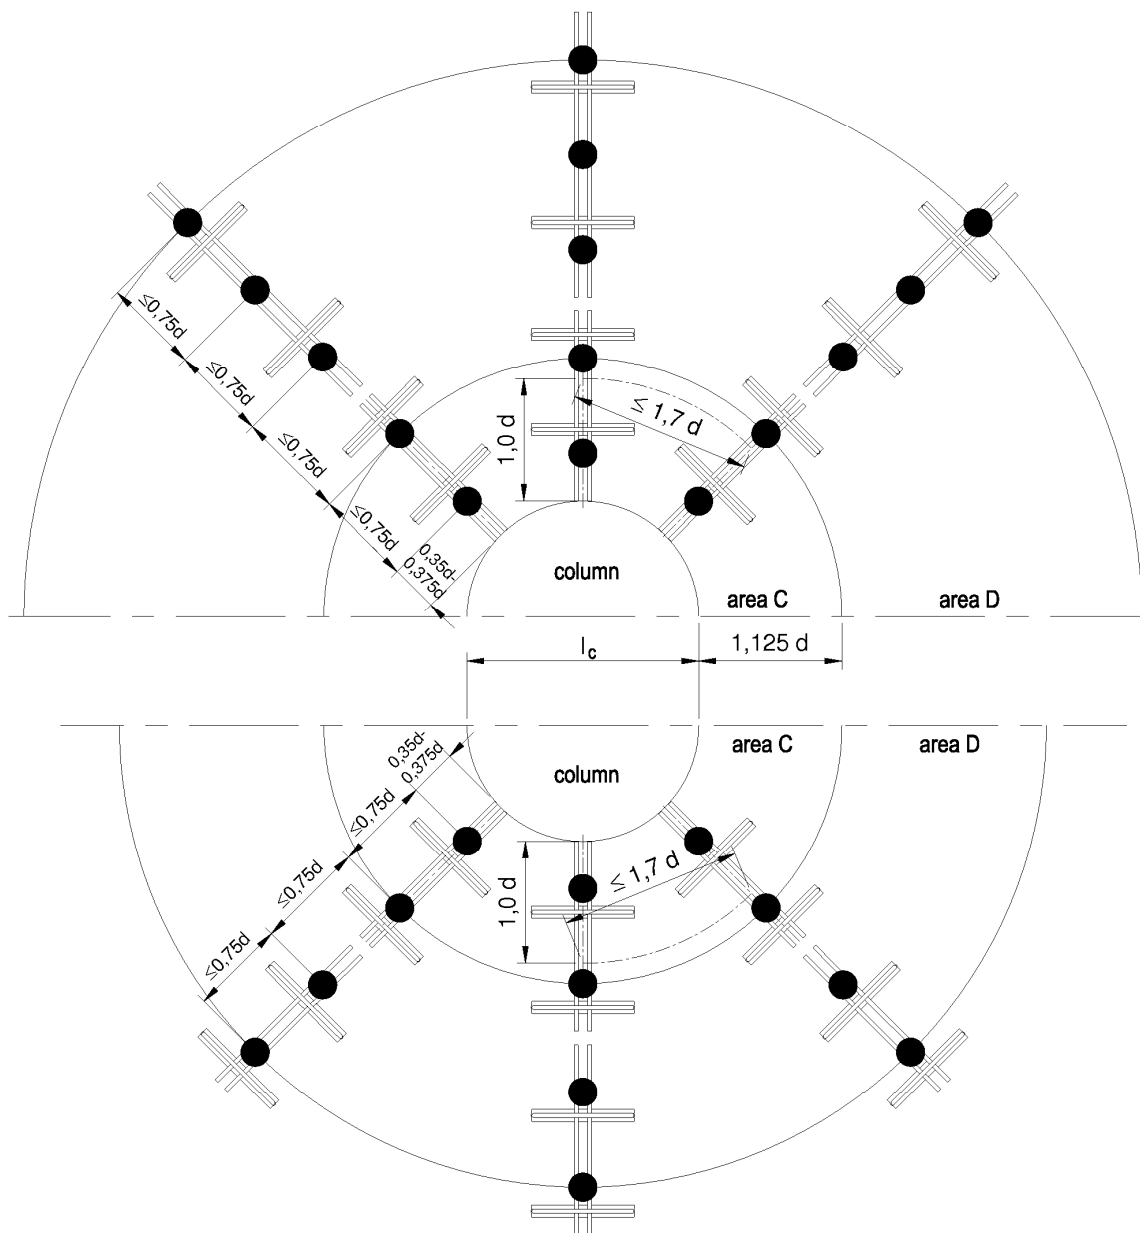 ≤0,75d
≤0,75d
≤0,75d
≤0,75d
0,35d-
0,375d
1,0 d
≤ 1,7 d
column
area C
area D
lc
1,125 d
area C
area D
column
0,35d-
0,375d
≤0,75d
≤0,75d
≤0,75d
1,0 d
≤ 1,7 d